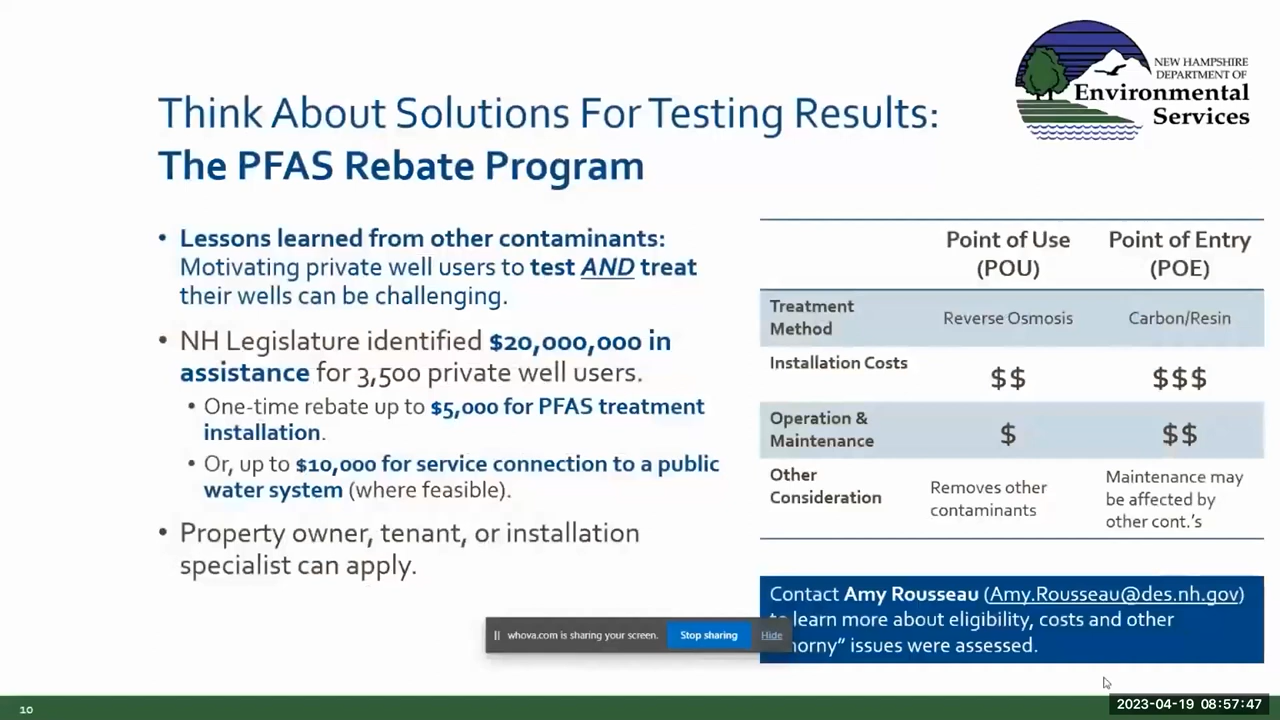 NEW HAMPSHIRE
DEPARTMENT OF
Environmental
Services
Think About Solutions For Testing Results:
The PFAS Rebate Program
• Lessons learned from other contaminants:
Motivating private well users to test AND treat
their wells can be challenging.
• NH Legislature identified $20,000,000 in
assistance for 3,500 private well users.
• One-time rebate up to $5,000 for PFAS treatment
installation.
• Or, up to $10,000 for service connection to a public
water system (where feasible).
• Property owner, tenant, or installation
specialist can apply.
Point of Use Point of Entry
(POU) (POE)
Treatment
Method Reverse Osmosis Carbon/Resin
Installation Costs $$ $$$
Operation &
Maintenance $ $$
Other
Consideration
Removes other
contaminants
Maintenance may
be affected by
other cont.'s
Contact Amy Rousseau (Amy.Rousseau@des.nh.gov)
learn more about eligibility, costs and other
issues were assessed.
whova.com is sharing your screen. Stop sharing Hide
10
2023-04-19 08:57:47